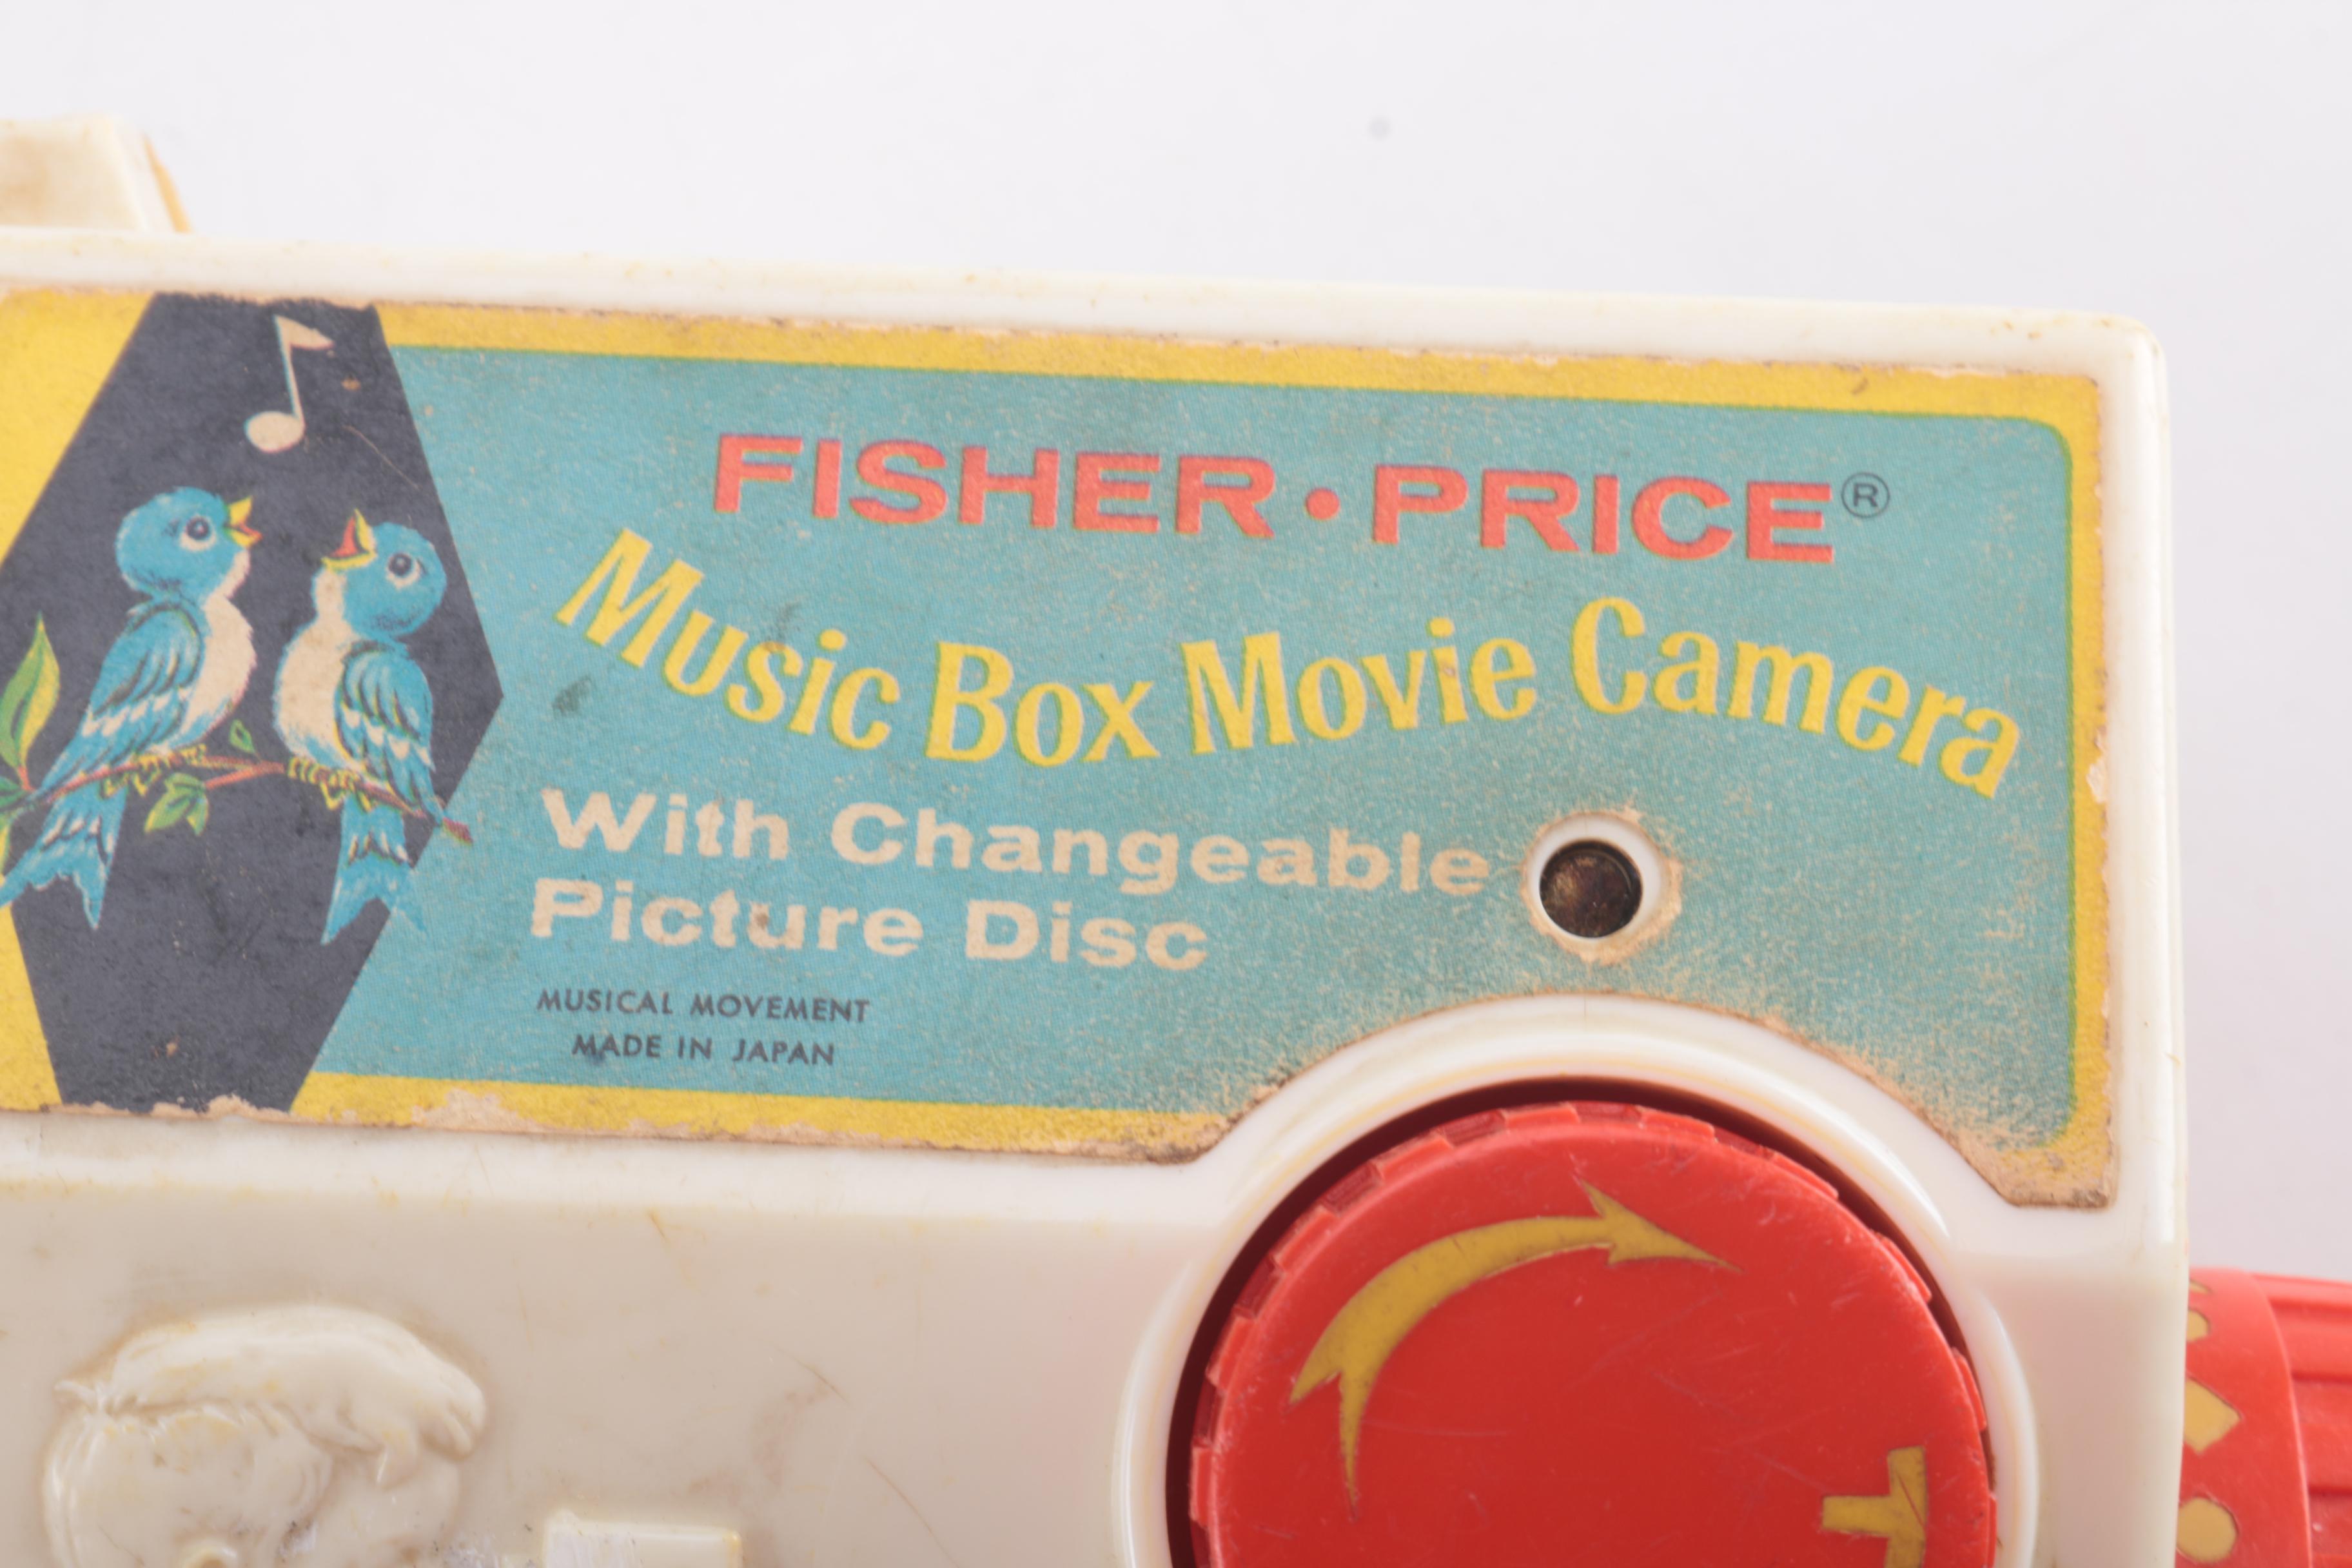 FISHER·PRICE®
Music Box Movie Camera
With Changeable
Picture Disc
MUSICAL MOVEMENT
MADE IN JAPAN